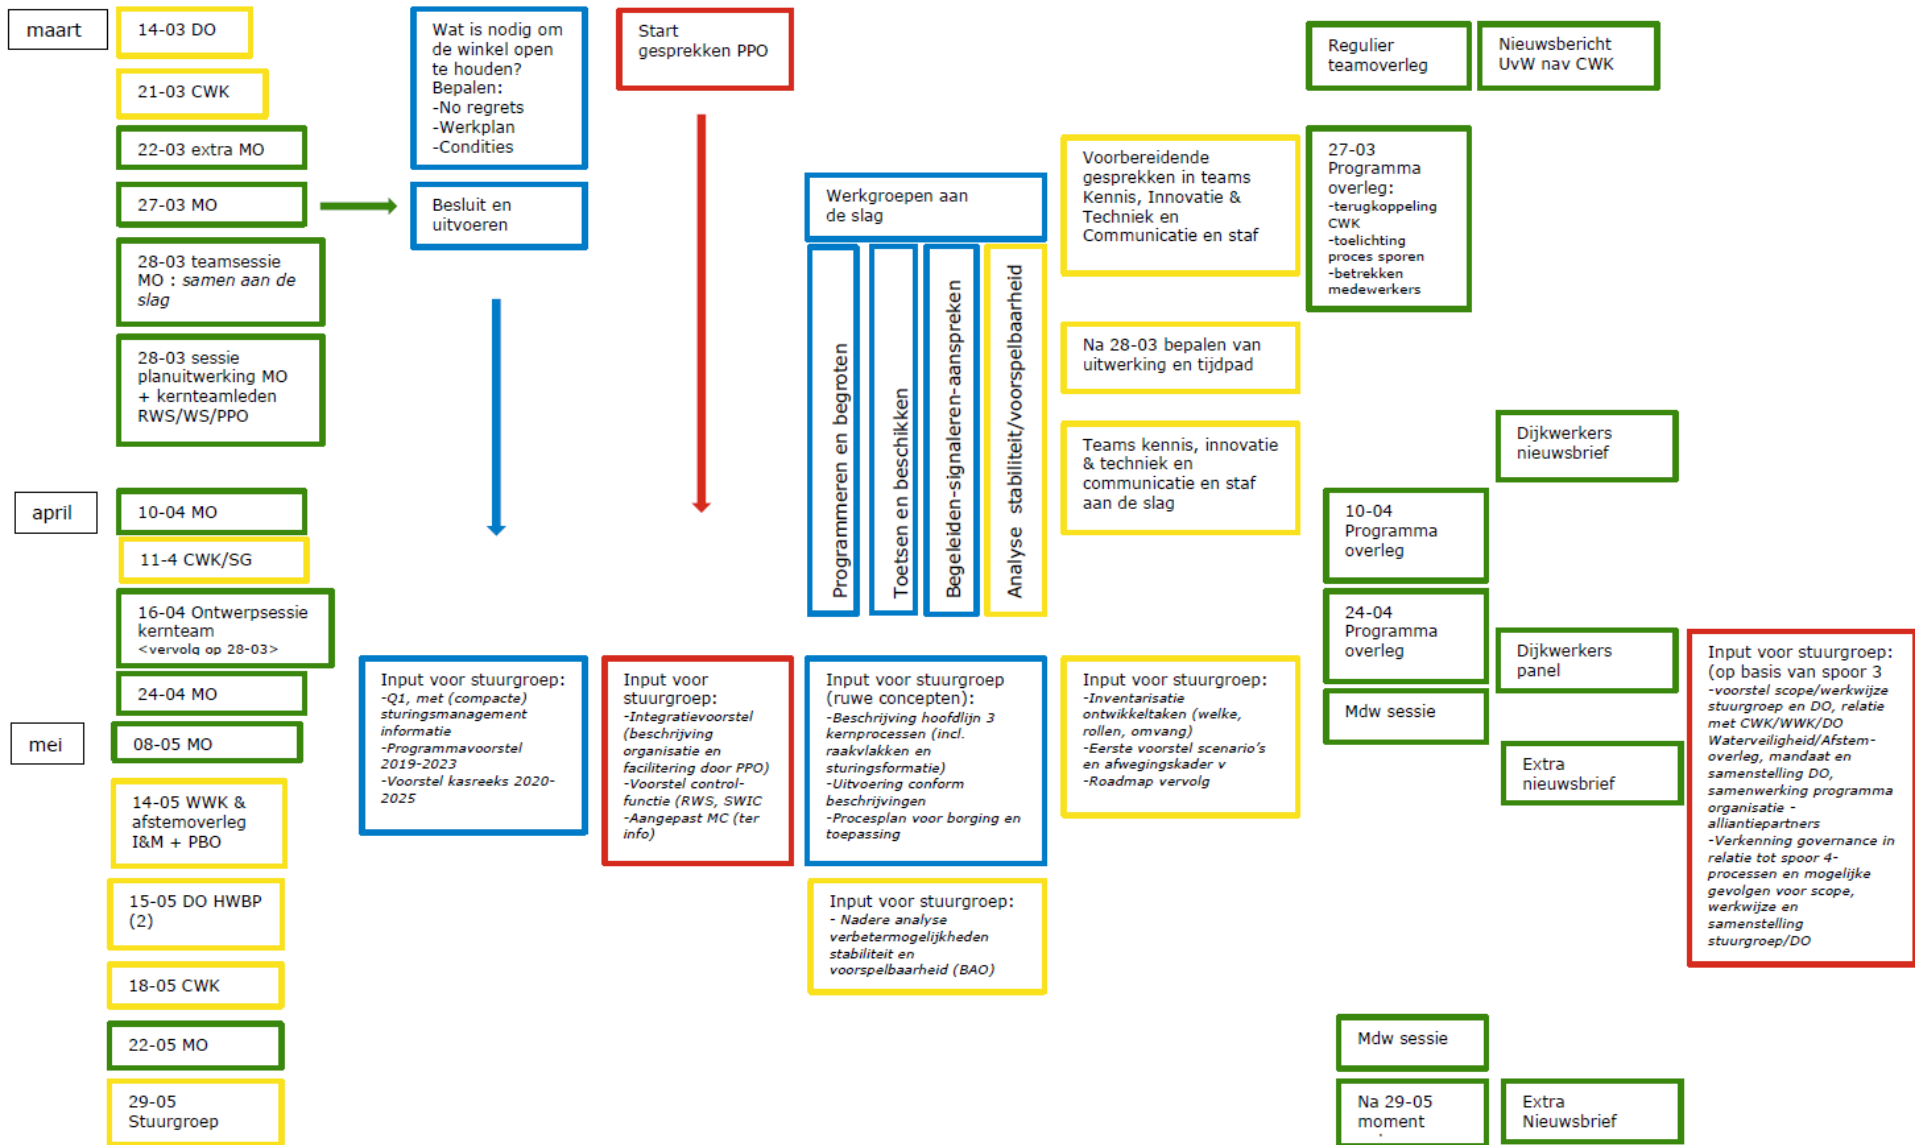 maart
14-03 DO
21-03 CWK
22-03 extra MO
27-03 MO
28-03 teamsessie
MO : samen aan de
slag
28-03 sessie
planuitwerking MO
+ kernteamleden
RWS/WS/PPO
april
10-04 MO
11-4 CWK/SG
16-04 Ontwerpsessie
kernteam
<vervolg op 28-03>
24-04 MO
mei
08-05 MO
14-05 WWK &
afstemoverleg
I&M + PBO
15-05 DO HWBP
(2)
18-05 CWK
22-05 MO
29-05
Stuurgroep
Wat is nodig om
de winkel open
te houden?
Bepalen:
-No regrets
-Werkplan
-Condities
Besluit en
uitvoeren
Input voor stuurgroep:
-Q1, met (compacte)
sturingsmanagement
informatie
-Programmavoorstel
2019-2023
-Voorstel kasreeks 2020-
2025
Start
gesprekken PPO
Input voor
stuurgroep:
-Integratievoorstel
(beschrijving
organisatie en
facilitering door PPO)
-Voorstel control-
functie (RWS, SWIC
-Aangepast MC (ter
info)
Werkgroepen aan
de slag
Programmeren en begroten
Toetsen en beschikken
Begeleiden-signaleren-aanspreken
Analyse stabiliteit/voorspelbaarheid
Input voor stuurgroep
(ruwe concepten):
-Beschrijving hoofdlijn 3
kernprocessen (incl.
raakvlakken en
sturingsformatie)
-Uitvoering conform
beschrijvingen
-Procesplan voor borging en
toepassing
Input voor stuurgroep:
- Nadere analyse
verbetermogelijkheden
stabiliteit en
voorspelbaarheid (BAO)
Voorbereidende
gesprekken in teams
Kennis, Innovatie &
Techniek en
Communicatie en staf
Na 28-03 bepalen van
uitwerking en tijdpad
Teams kennis, innovatie
& techniek en
communicatie en staf
aan de slag
Input voor stuurgroep:
-Inventarisatie
ontwikkeltaken (welke,
rollen, omvang)
-Eerste voorstel scenario's
en afwegingskader v
-Roadmap vervolg
Regulier
teamoverleg
27-03
Programma
overleg:
-terugkoppeling
CWK
-toelichting
proces sporen
-betrekken
medewerkers
10-04
Programma
overleg
24-04
Programma
overleg
Mdw sessie
Mdw sessie
Na 29-05
moment
Nieuwsbericht
UvW nav CWK
Dijkwerkers
nieuwsbrief
Dijkwerkers
panel
Extra
nieuwsbrief
Extra
Nieuwsbrief
Input voor stuurgroep:
(op basis van spoor 3
-voorstel scope/werkwijze
stuurgroep en DO, relatie
met CWK/WWK/DO
Waterveiligheid/Afstem-
overleg, mandaat en
samenstelling DO,
samenwerking programma
organisatie -
alliantiepartners
-Verkenning governance in
relatie tot spoor 4-
processen en mogelijke
gevolgen voor scope,
werkwijze en
samenstelling
stuurgroep/DO